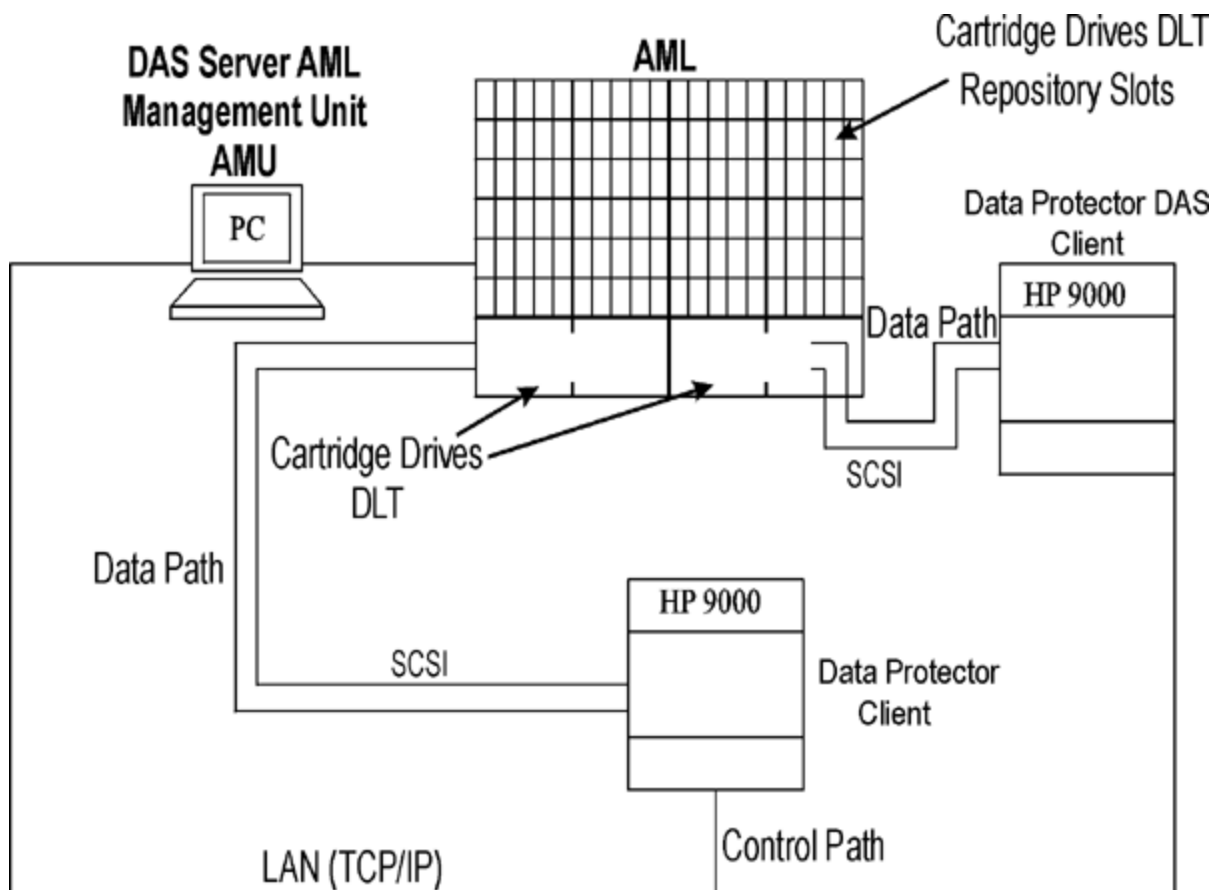 DAS Server AML
Management Unit
AMU
PC
AML
Cartridge Drives DLT
Repository Slots
Data Protector DAS
Client
HP 9000
Data Path
SCSI
Cartridge Drives
DLT
Data Path
SCSI
HP 9000
Data Protector
Client
Control Path
LAN (TCP/IP)